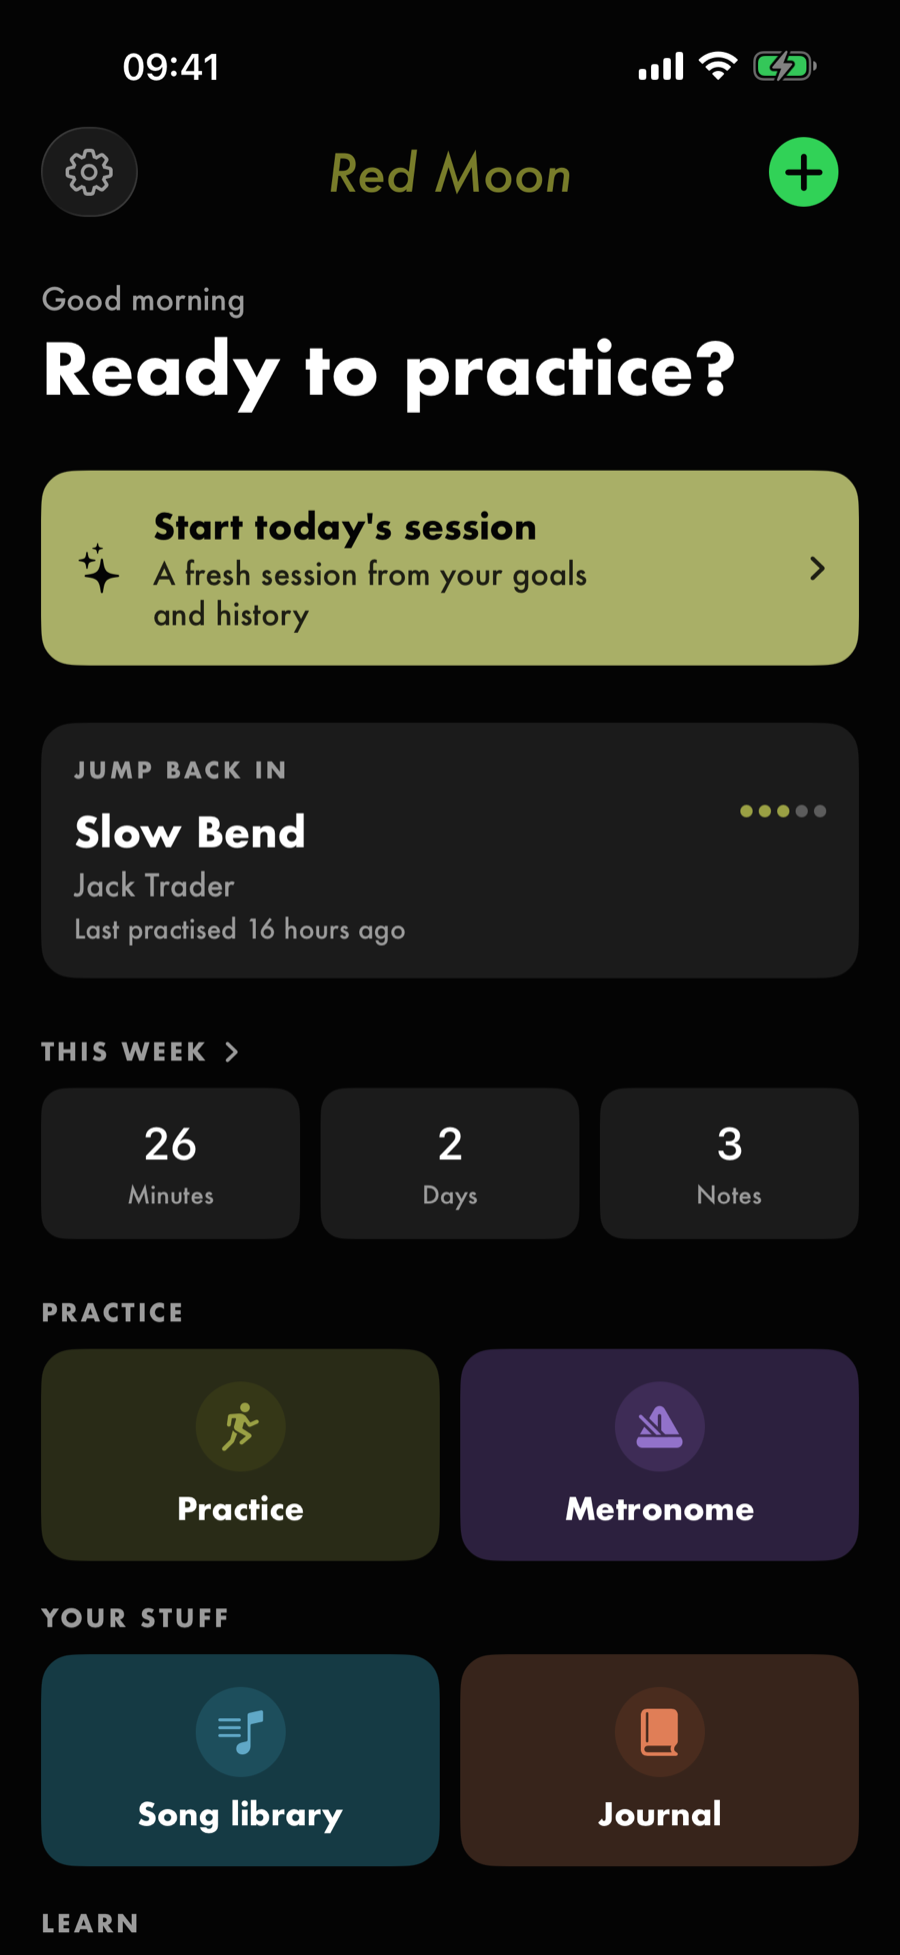 09:41
Red Moon
Good morning
Ready to practice?
Start today's session
A fresh session from your goals
and history
JUMP BACK IN
Slow Bend
Jack Trader
Last practised 16 hours ago
THIS WEEK
26
Minutes
2
Days
3
Notes
PRACTICE
Practice
Metronome
YOUR STUFF
Song library
Journal
LEARN